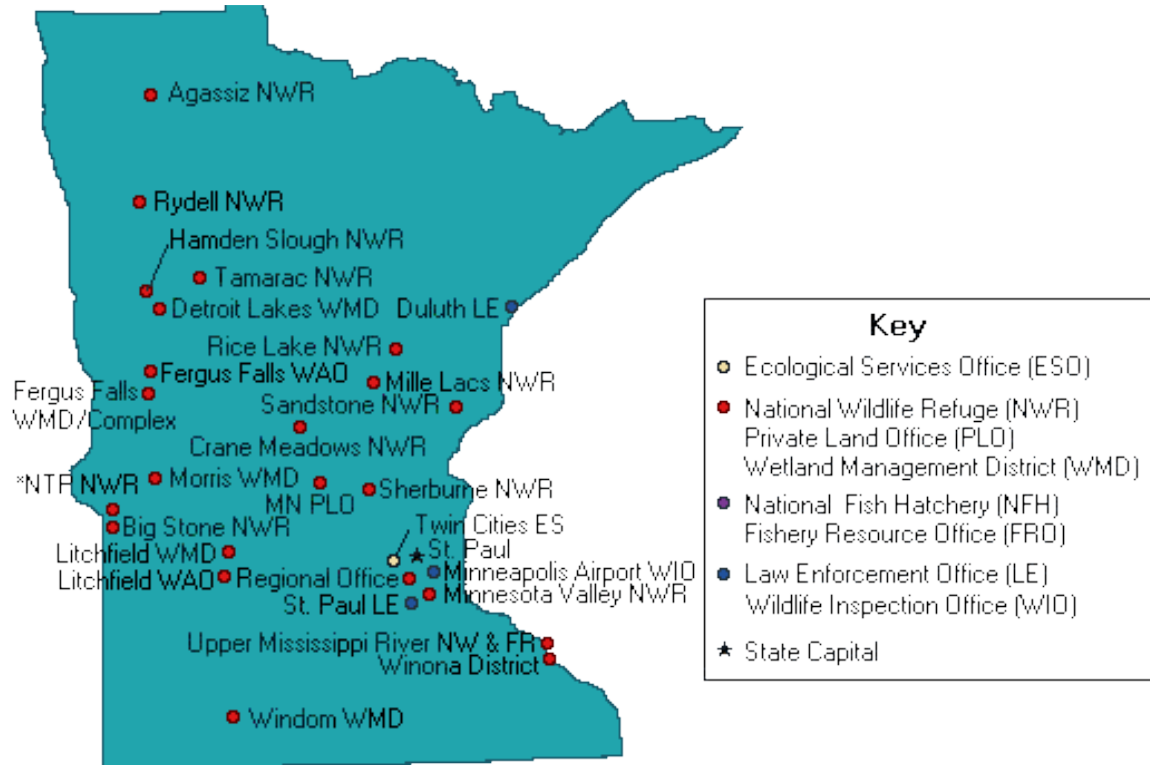 Agassiz NWR
Rydell NWR
Hamden Slough NWR
Tamarac NWR
Detroit Lakes WMD
Duluth LE
Rice Lake NWR
Fergus Falls WAO
Mille Lacs NWR
Fergus Falls
WMD/Complex
Sandstone NWR
Crane Meadows NWR
*NTP NWR
Morris WMD
MN PLO
Sherburne NWR
Big Stone NWR
Twin Cities ES
St. Paul
Litchfield WMD
Minneapolis Airport WIO
Litchfield WAO
Regional Office
Minnesota Valley NWR
St. Paul LE
Upper Mississippi River NW & FR
Winona District
Windom WMD
Key
Ecological Services Office (ESO)
National Wildlife Refuge (NWR)
Private Land Office (PLO)
Wetland Management District (WMD)
National Fish Hatchery (NFH)
Fishery Resource Office (FRO)
Law Enforcement Office (LE)
Wildlife Inspection Office (WIO)
State Capital